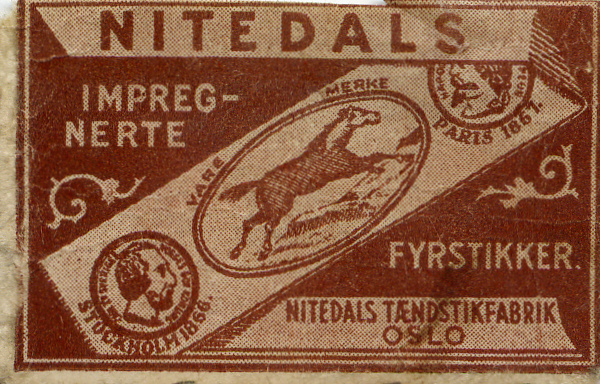 NITEDALS
IMPREG-
NERTE
VARE MERKE
PARIS 1867.
STOCKHOLM 1866.
FYRSTIKKER.
NITEDALS TÆNDSTIKFABRIK
OSLO